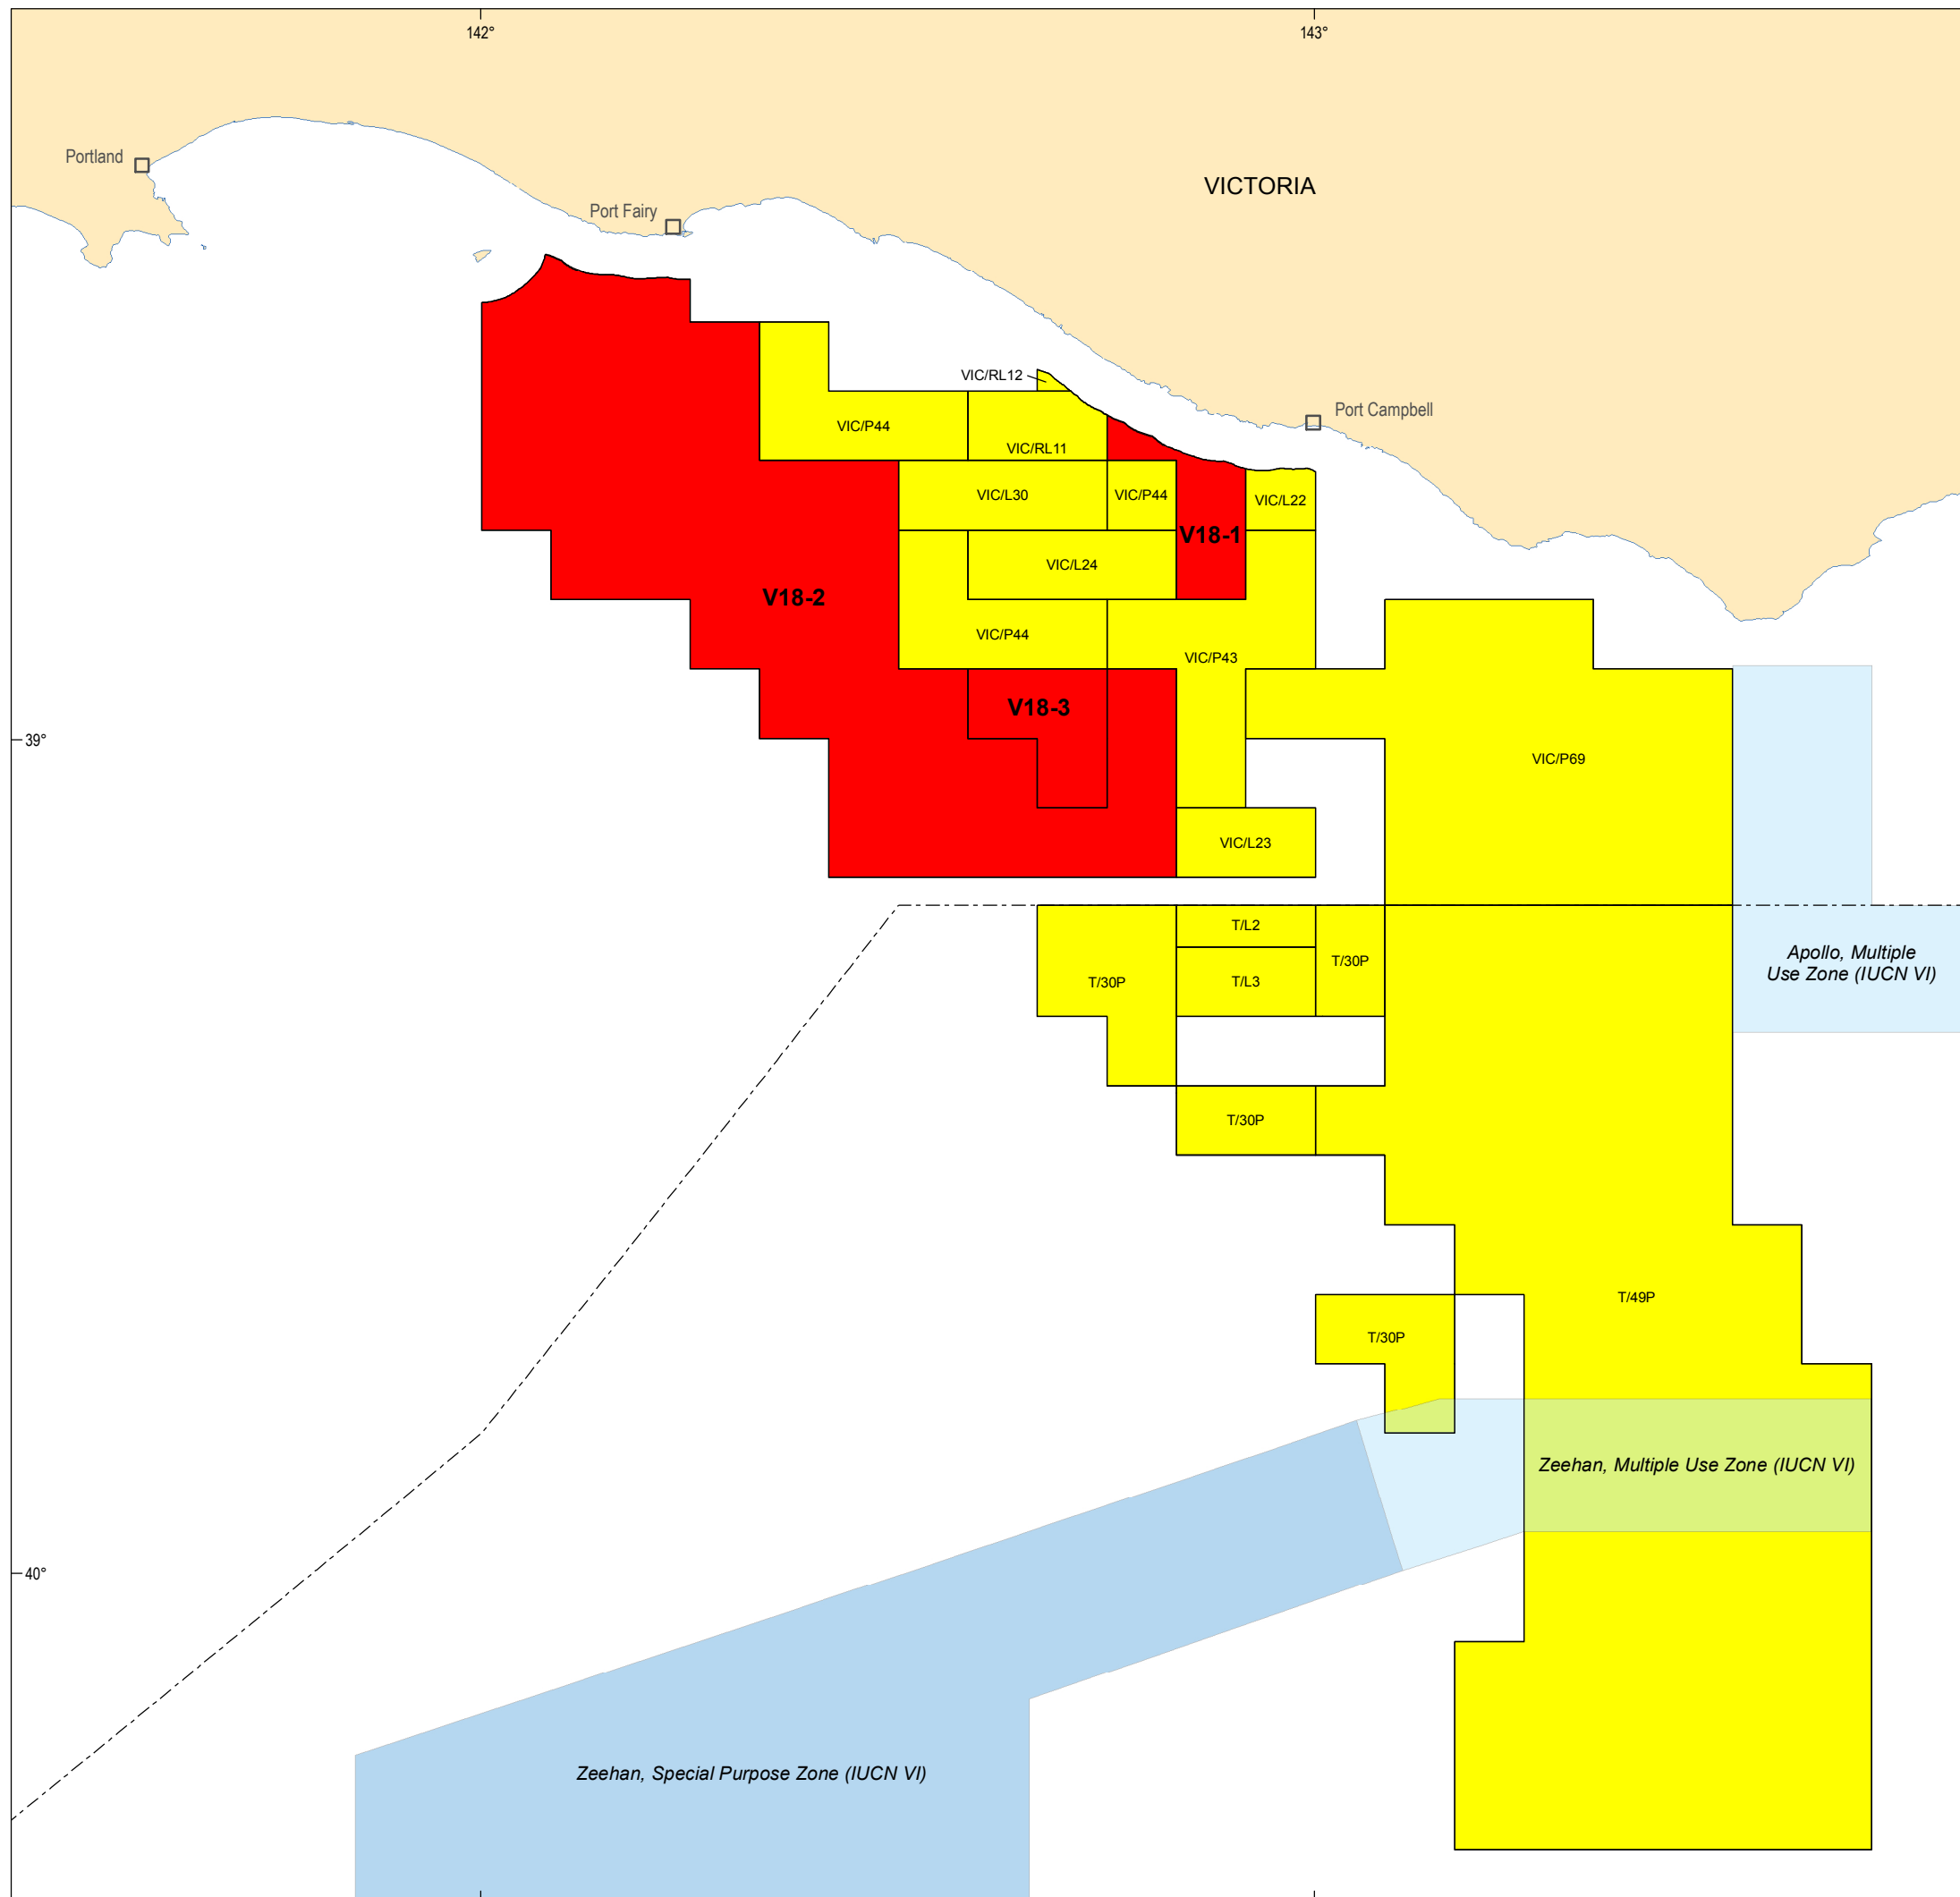 142°
143°
Portland
VICTORIA
Port Fairy
VIC/RL12
Port Campbell
VIC/P44
VIC/RL11
VIC/L30
VIC/P44
VIC/L22
V18-1
VIC/L24
V18-2
VIC/P44
VIC/P43
V18-3
39°
VIC/P69
VIC/L23
T/L2
Apollo, Multiple
Use Zone (IUCN VI)
T/30P
T/L3
T/30P
T/30P
T/49P
T/30P
Zeehan, Multiple Use Zone (IUCN VI)
40°
Zeehan, Special Purpose Zone (IUCN VI)